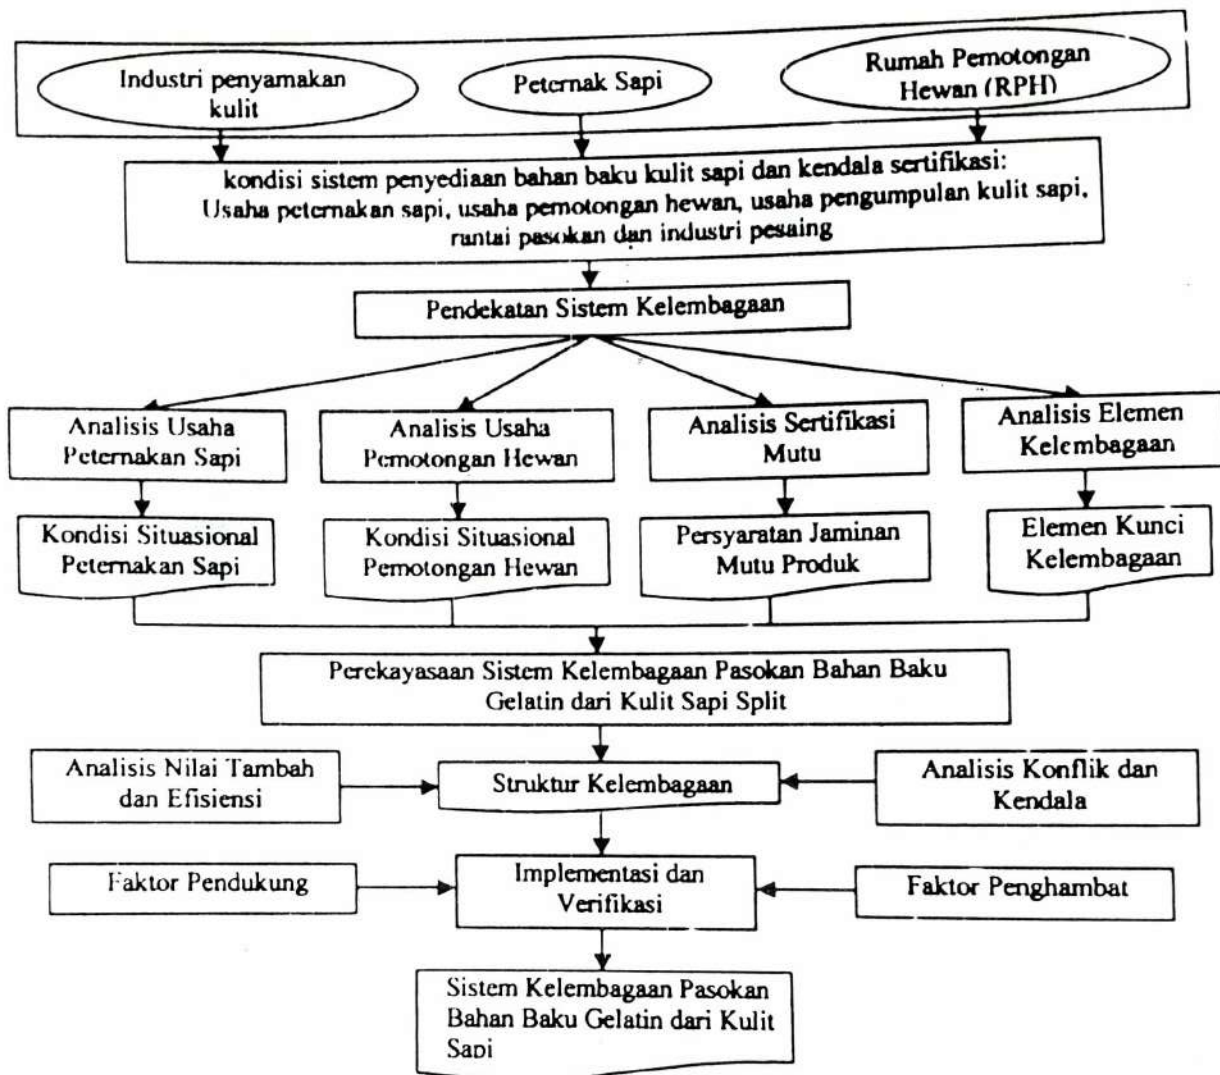 Industri penyamakan
kulit
Peternak Sapi
Rumah Pemotongan
Hewan (RPH)
kondisi sistem penyediaan bahan baku kulit sapi dan kendala sertifikasi:
Usaha peternakan sapi, usaha pemotongan hewan, usaha pengumpulan kulit sapi,
rantai pasokan dan industri pesaing
Pendekatan Sistem Kelembagaan
Analisis Usaha
Peternakan Sapi
Analisis Usaha
Pemotongan Hewan
Analisis Sertifikasi
Mutu
Analisis Elemen
Kelembagaan
Kondisi Situasional
Peternakan Sapi
Kondisi Situasional
Pemotongan Hewan
Persyaratan Jaminan
Mutu Produk
Elemen Kunci
Kelembagaan
Perekayasaan Sistem Kelembagaan Pasokan Bahan Baku
Gelatin dari Kulit Sapi Split
Analisis Nilai Tambah
dan Efisiensi
Struktur Kelembagaan
Analisis Konflik dan
Kendala
Faktor Pendukung
Implementasi dan
Verifikasi
Faktor Penghambat
Sistem Kelembagaan Pasokan
Bahan Baku Gelatin dari Kulit
Sapi